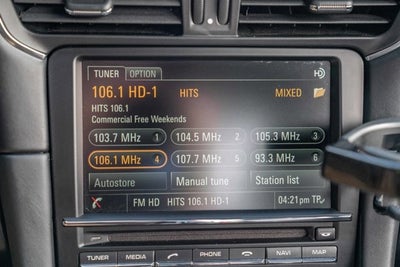 TUNER OPTION HD
106.1 HD-1 HITS MIXED
HITS 106.1
Commercial Free Weekends
103.7 MHz 1 104.5 MHz 2 105.3 MHz 3
106.1 MHz 4 107.7 MHz 5 93.3 MHz 6
Autostore Manual tune Station list
FM HD HITS 106.1 HD-1 04:21pm TP
TUNER MEDIA PHONE NAVI MAP